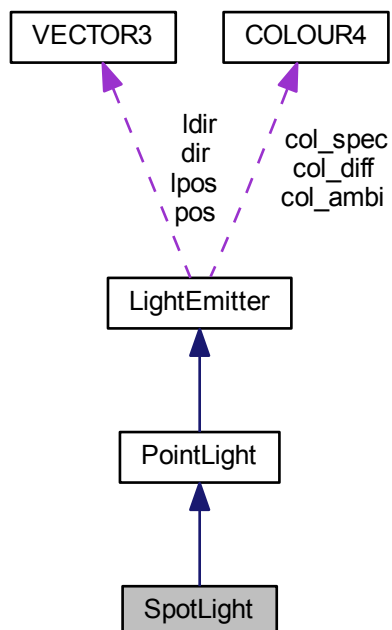 VECTOR3
COLOUR4
ldir
dir
lpos
pos
col_spec
col_diff
col_ambi
LightEmitter
PointLight
SpotLight